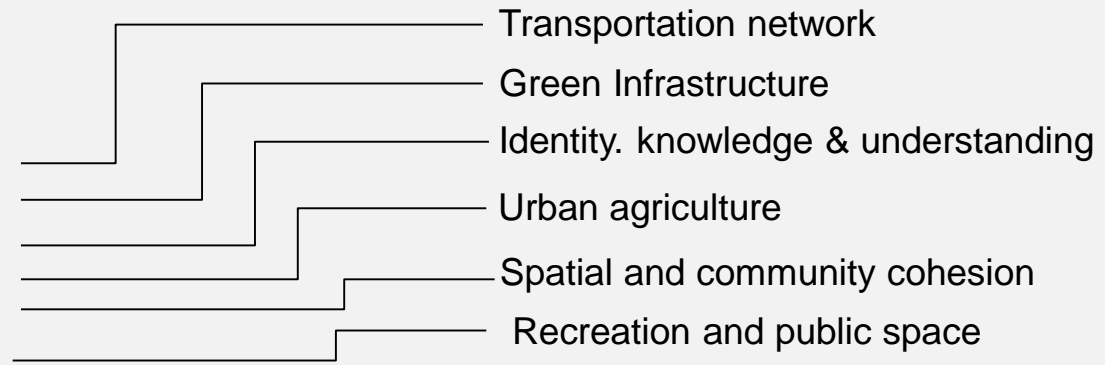 Transportation network
Green Infrastructure
Identity. knowledge & understanding
Urban agriculture
Spatial and community cohesion
Recreation and public space